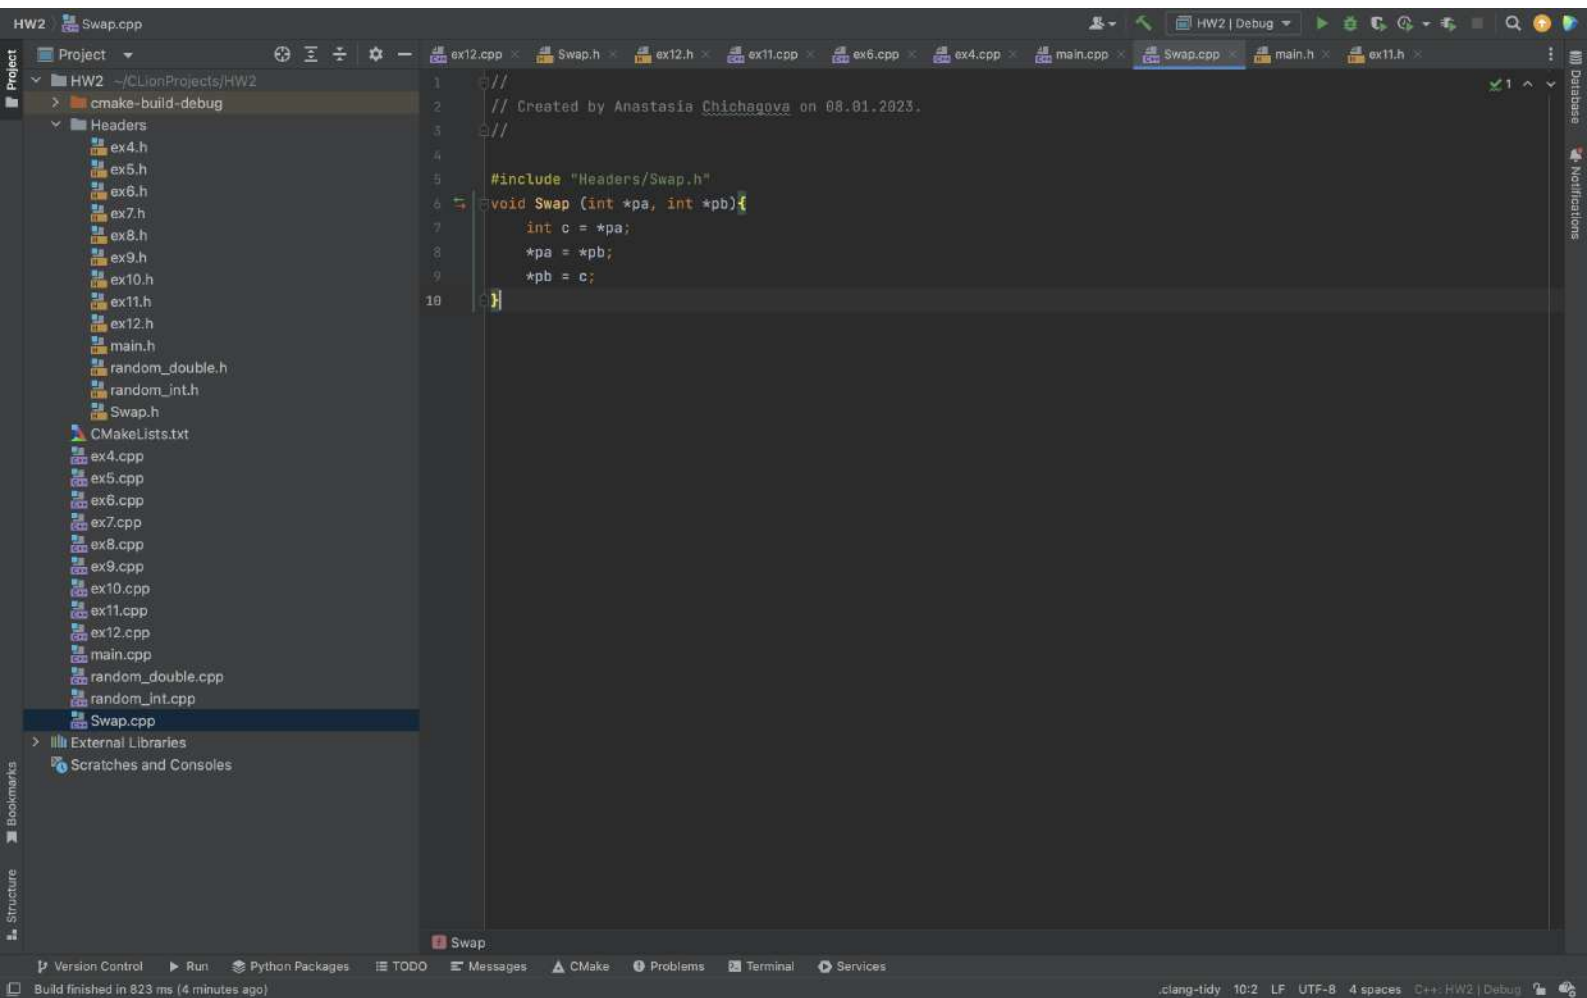 HW2 Swap.cpp
HW2 | Debug
Project
ex12.cpp
Swap.h
ex12.h
ex11.cpp
ex6.cpp
ex4.cpp
main.cpp
Swap.cpp
main.h
ex11.h
Project
HW2 ~/CLionProjects/HW2
cmake-build-debug
Headers
ex4.h
ex5.h
ex6.h
ex7.h
ex8.h
ex9.h
ex10.h
ex11.h
ex12.h
main.h
random_double.h
random_int.h
Swap.h
CMakeLists.txt
ex4.cpp
ex5.cpp
ex6.cpp
ex7.cpp
ex8.cpp
ex9.cpp
ex10.cpp
ex11.cpp
ex12.cpp
main.cpp
random_double.cpp
random_int.cpp
Swap.cpp
External Libraries
Scratches and Consoles
Bookmarks
Structure
1 //
2 // Created by Anastasia Chichagova on 08.01.2023.
3 //
4
5 #include "Headers/Swap.h"
6 void Swap (int *pa, int *pb){
7     int c = *pa;
8     *pa = *pb;
9     *pb = c;
10 }
1
Database
Notifications
Swap
Version Control
Run
Python Packages
TODO
Messages
CMake
Problems
Terminal
Services
Build finished in 823 ms (4 minutes ago)
.clang-tidy 10:2 LF UTF-8 4 spaces C++: HW2 | Debug